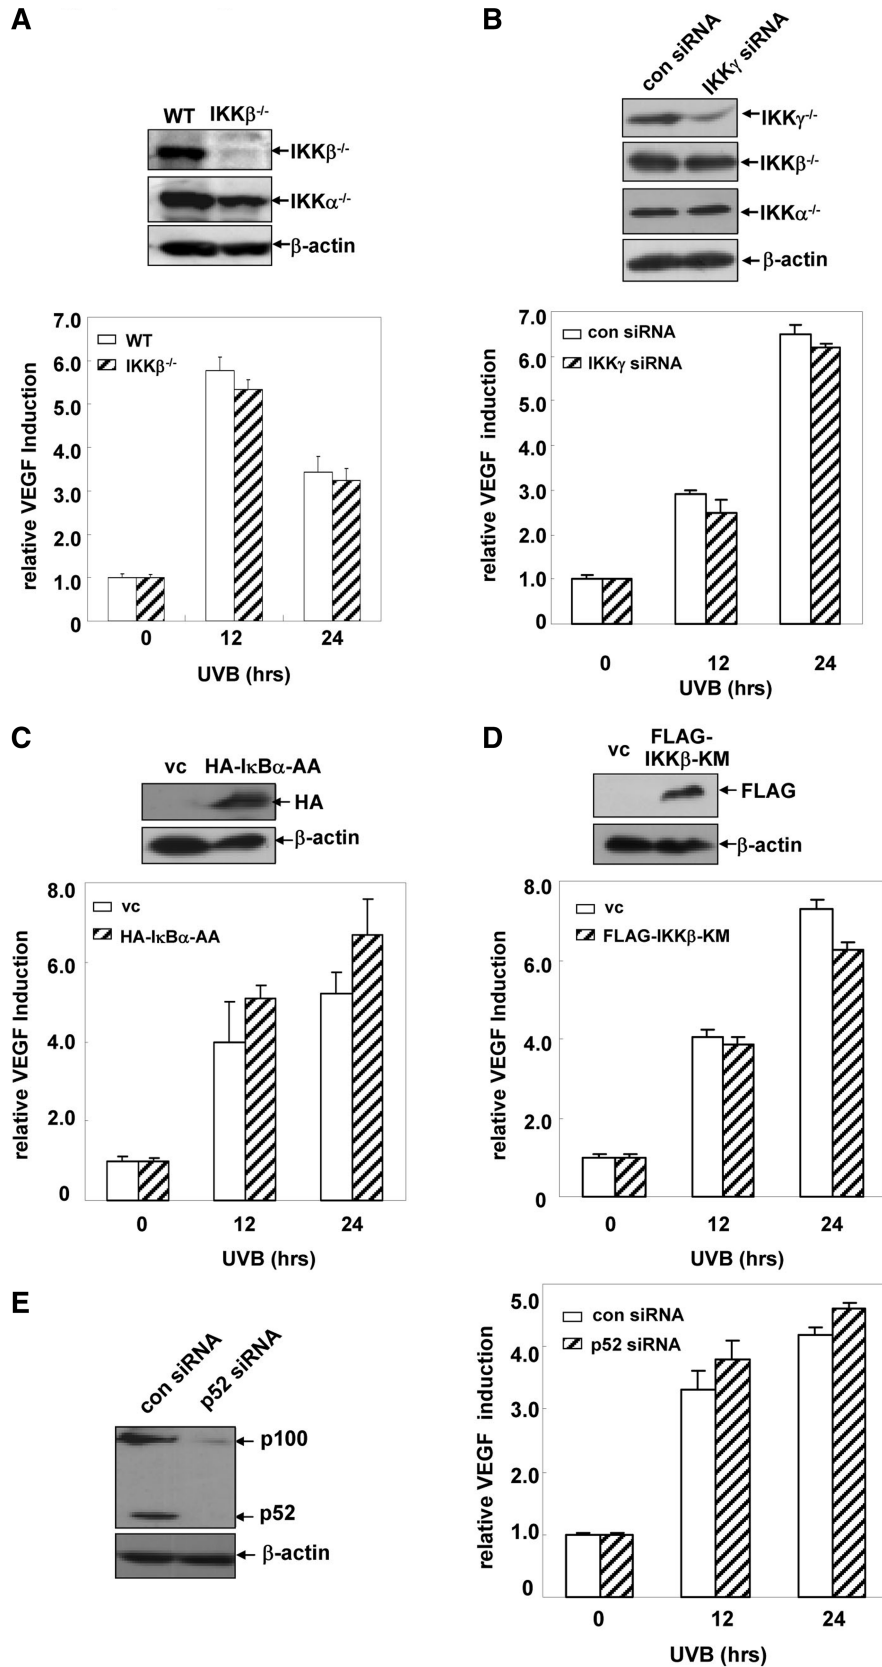 A
WT IKKβ-/-
IKKβ-/-
IKKα-/-
β-actin
7.0
6.0
5.0
4.0
3.0
2.0
1.0
0
relative VEGF Induction
WT
IKKβ-/-
0 12 24
UVB (hrs)
B
con siRNA
IKKγ siRNA
IKKγ-/-
IKKβ-/-
IKKα-/-
β-actin
7.0
6.0
5.0
4.0
3.0
2.0
1.0
0
relative VEGF induction
con siRNA
IKKγ siRNA
0 12 24
UVB (hrs)
C
vc HA-IκBα-AA
HA
β-actin
8.0
6.0
4.0
2.0
0
relative VEGF Induction
vc
HA-IκBα-AA
0 12 24
UVB (hrs)
D
vc FLAG-
IKKβ-KM
FLAG
β-actin
8.0
6.0
4.0
2.0
0
relative VEGF Induction
vc
FLAG-IKKβ-KM
0 12 24
UVB (hrs)
E
con siRNA
p52 siRNA
p100
p52
β-actin
5.0
4.0
3.0
2.0
1.0
0
relative VEGF induction
con siRNA
p52 siRNA
0 12 24
UVB (hrs)